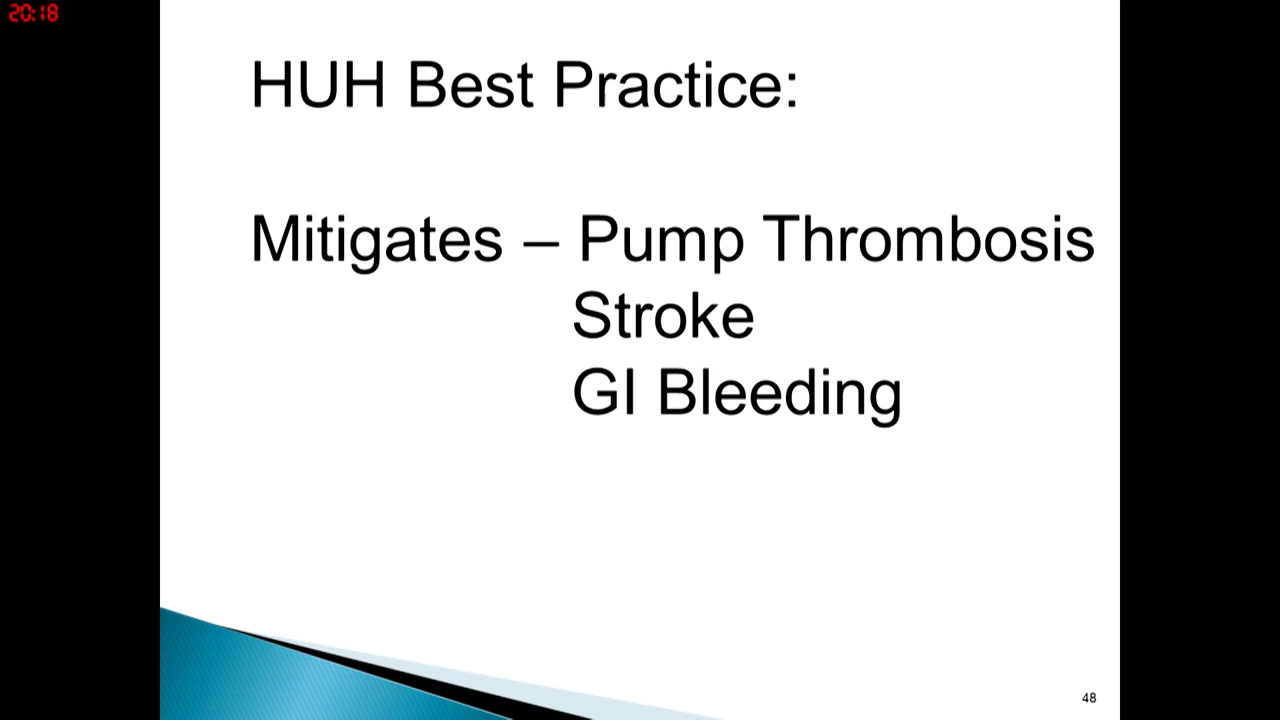 20:18
HUH Best Practice:
Mitigates – Pump Thrombosis
Stroke
GI Bleeding
48